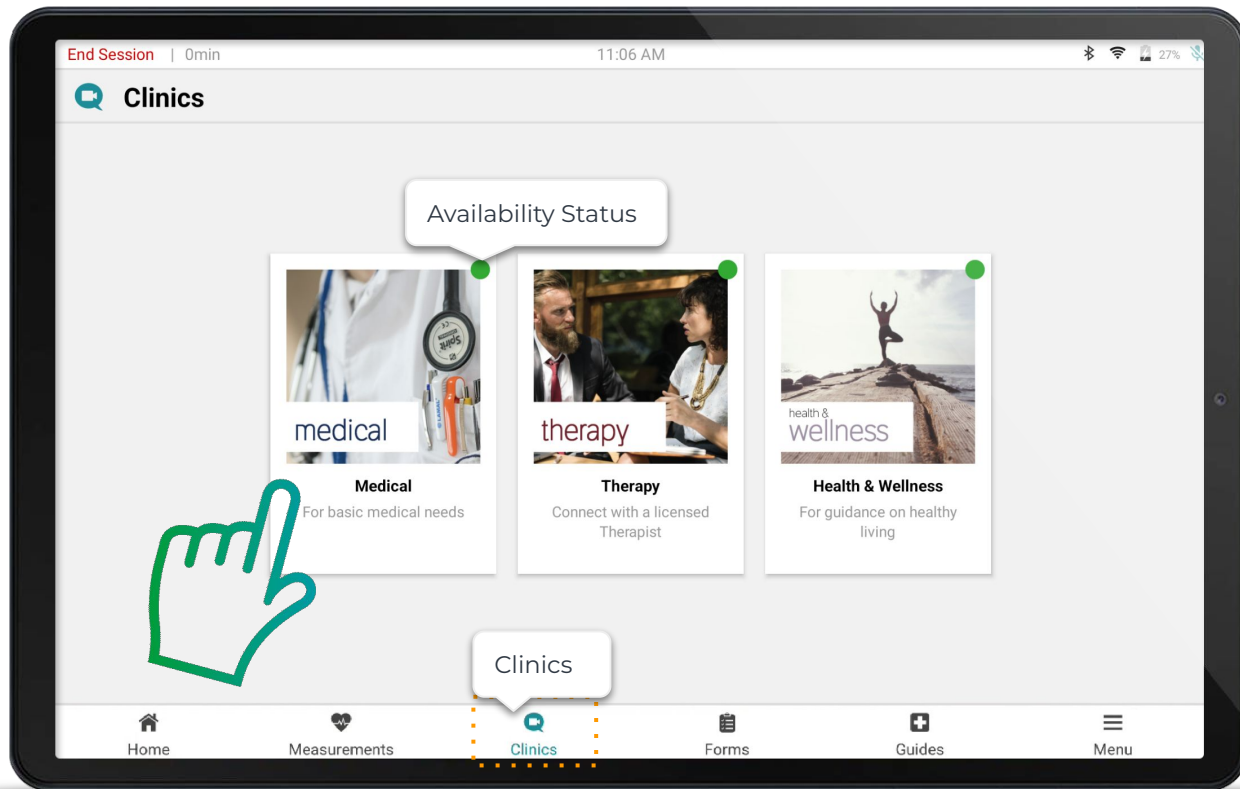 End Session | 0min 11:06 AM 27%
Clinics
Availability Status
medical
therapy
health &
wellness
Medical
For basic medical needs
Therapy
Connect with a licensed
Therapist
Health & Wellness
For guidance on healthy
living
Clinics
Home Measurements Clinics Forms Guides Menu